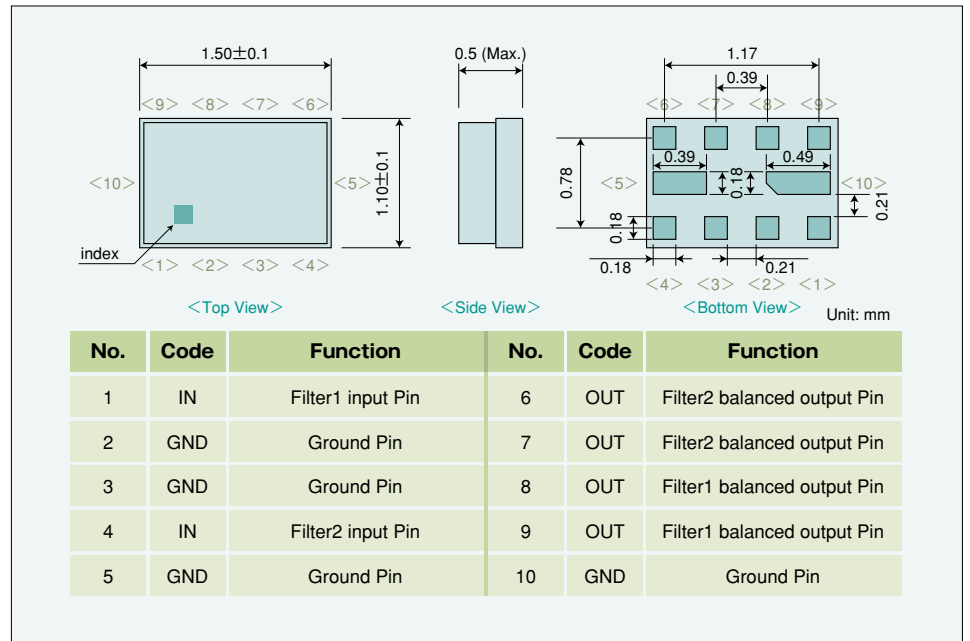 1.50±0.1
0.5 (Max.)
1.17
0.39
<9> <8> <7> <6>
<6> <7> <8> <9>
<10>
<5>
1.10±0.1
0.78
<5>
0.39
0.18
0.49
<10>
0.21
0.18
index
<1> <2> <3> <4>
0.18
0.21
<4> <3> <2> <1>
<Top View>
<Side View>
<Bottom View>
Unit: mm
No. Code Function No. Code Function
1 IN Filter1 input Pin 6 OUT Filter2 balanced output Pin
2 GND Ground Pin 7 OUT Filter2 balanced output Pin
3 GND Ground Pin 8 OUT Filter1 balanced output Pin
4 IN Filter2 input Pin 9 OUT Filter1 balanced output Pin
5 GND Ground Pin 10 GND Ground Pin